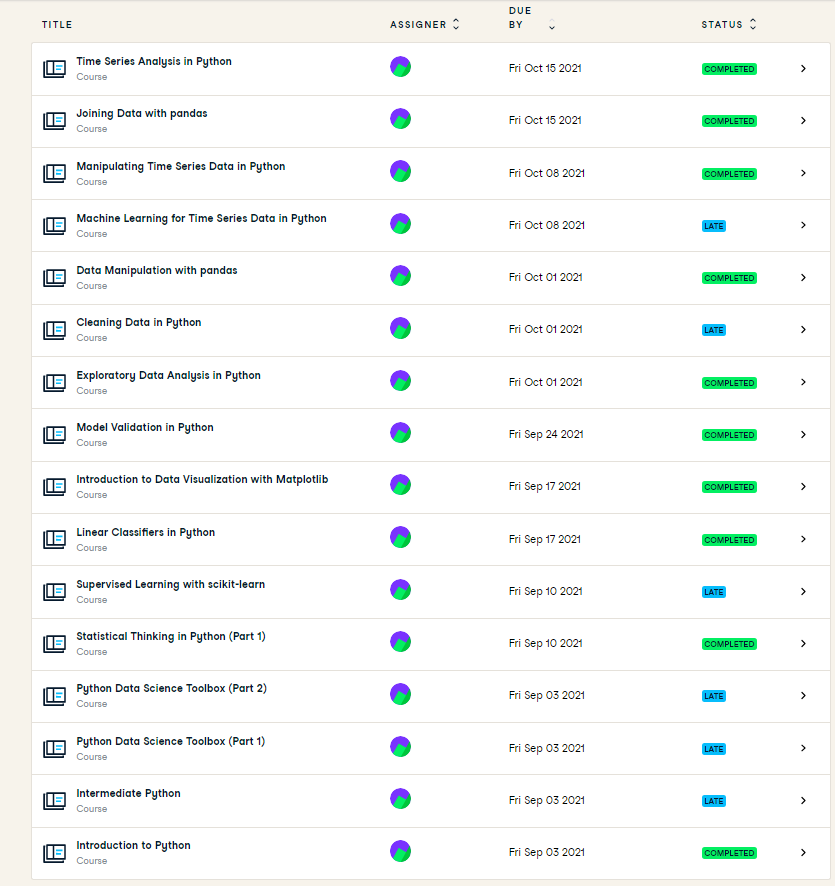 TITLE ASSIGNER DUE BY STATUS
Time Series Analysis in Python
Course
Fri Oct 15 2021 COMPLETED
Joining Data with pandas
Course
Fri Oct 15 2021 COMPLETED
Manipulating Time Series Data in Python
Course
Fri Oct 08 2021 COMPLETED
Machine Learning for Time Series Data in Python
Course
Fri Oct 08 2021 LATE
Data Manipulation with pandas
Course
Fri Oct 01 2021 COMPLETED
Cleaning Data in Python
Course
Fri Oct 01 2021 LATE
Exploratory Data Analysis in Python
Course
Fri Oct 01 2021 COMPLETED
Model Validation in Python
Course
Fri Sep 24 2021 COMPLETED
Introduction to Data Visualization with Matplotlib
Course
Fri Sep 17 2021 COMPLETED
Linear Classifiers in Python
Course
Fri Sep 17 2021 COMPLETED
Supervised Learning with scikit-learn
Course
Fri Sep 10 2021 LATE
Statistical Thinking in Python (Part 1)
Course
Fri Sep 10 2021 COMPLETED
Python Data Science Toolbox (Part 2)
Course
Fri Sep 03 2021 LATE
Python Data Science Toolbox (Part 1)
Course
Fri Sep 03 2021 LATE
Intermediate Python
Course
Fri Sep 03 2021 LATE
Introduction to Python
Course
Fri Sep 03 2021 COMPLETED